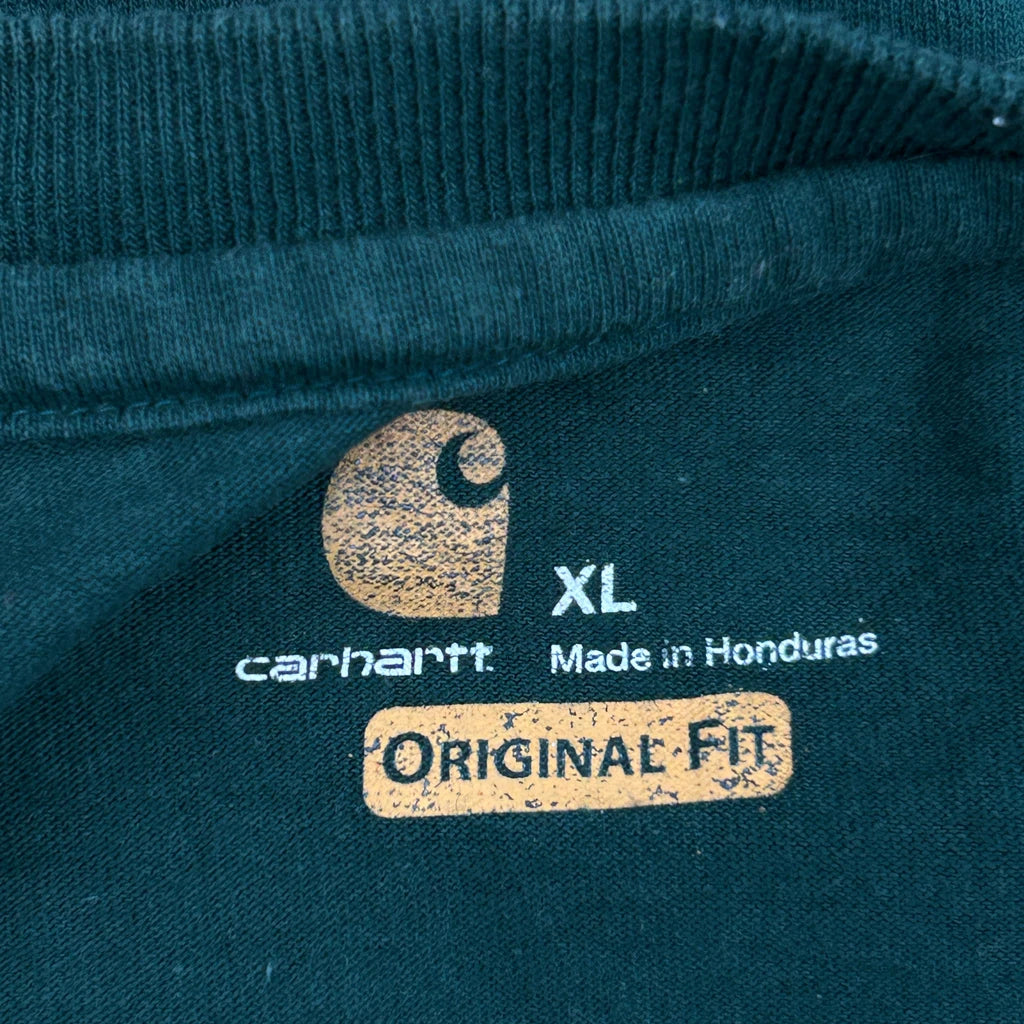 XL
carhartt
Made in Honduras
ORIGINAL FIT